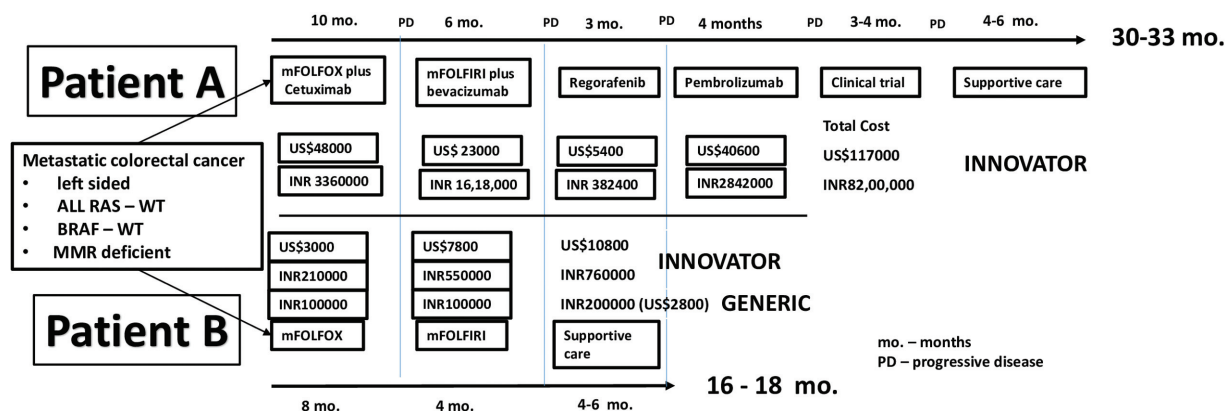 10 mo.
PD
6 mo.
PD
3 mo.
PD
4 months
PD
3-4 mo.
PD
4-6 mo.
30-33 mo.
Patient A
mFOLFOX plus
Cetuximab
mFOLFIRI plus
bevacizumab
Regorafenib
Pembrolizumab
Clinical trial
Supportive care
US$48000
US$ 23000
US$5400
US$40600
Total Cost
US$117000
INR 3360000
INR 16,18,000
INR 382400
INR2842000
INR82,00,000
INNOVATOR
Metastatic colorectal cancer
• left sided
• ALL RAS – WT
• BRAF – WT
• MMR deficient
US$3000
US$7800
US$10800
INR210000
INR550000
INR760000
INNOVATOR
INR100000
INR100000
INR200000 (US$2800)
GENERIC
Patient B
mFOLFOX
mFOLFIRI
Supportive
care
mo. – months
PD – progressive disease
16 - 18 mo.
8 mo.
4 mo.
4-6 mo.